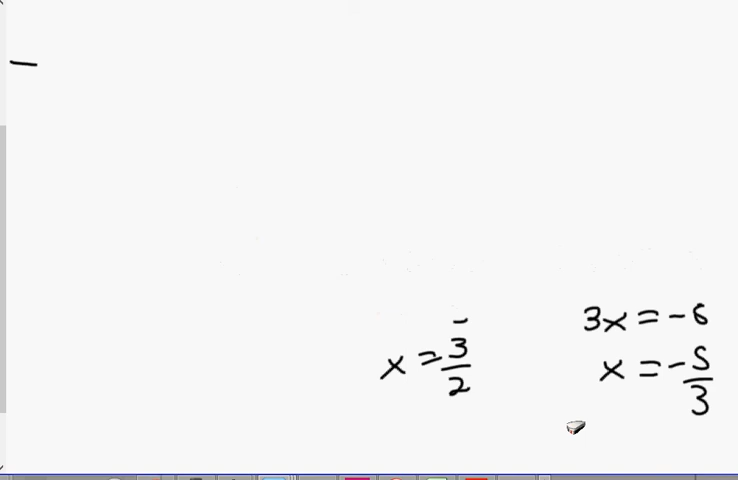 3x = -6
x = 3/2
x = -5/3